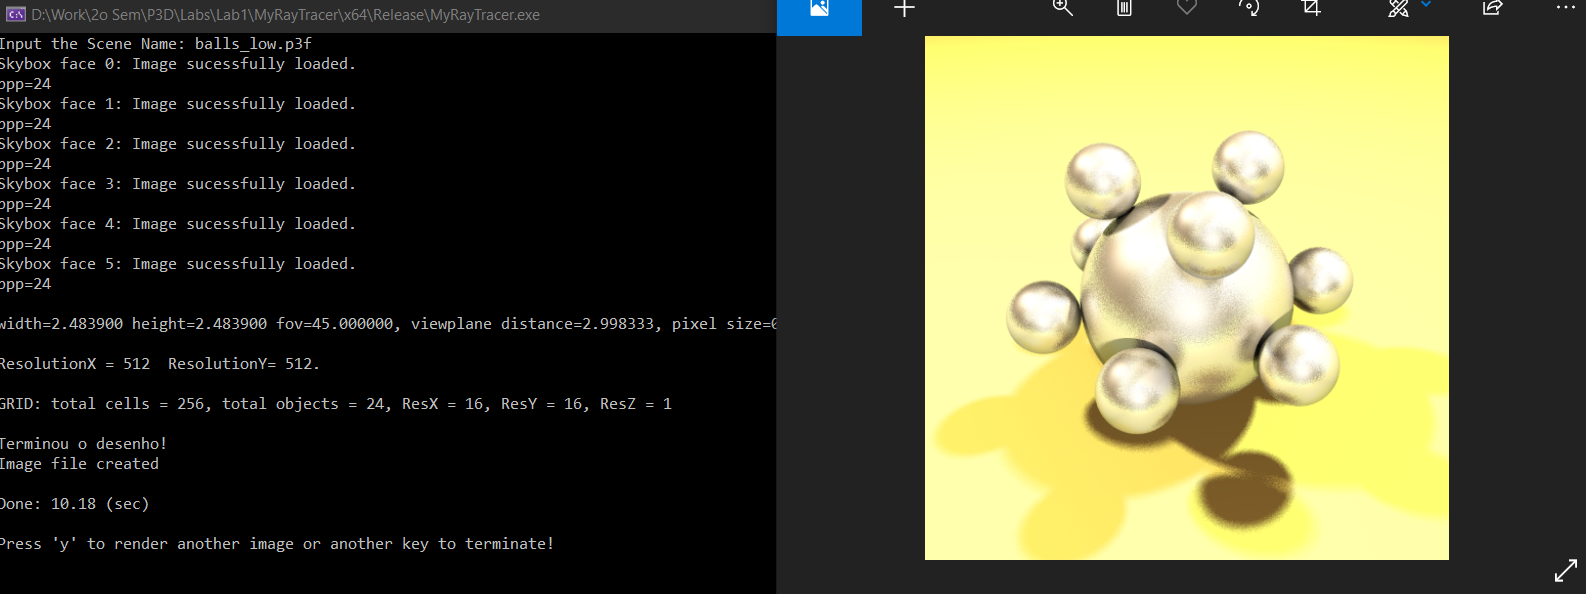 D:\Work\2o Sem\P3D\Labs\Lab1\MyRayTracer\x64\Release\MyRayTracer.exe
Input the Scene Name: balls_low.p3f
Skybox face 0: Image sucessfully loaded.
bpp=24
Skybox face 1: Image sucessfully loaded.
bpp=24
Skybox face 2: Image sucessfully loaded.
bpp=24
Skybox face 3: Image sucessfully loaded.
bpp=24
Skybox face 4: Image sucessfully loaded.
bpp=24
Skybox face 5: Image sucessfully loaded.
bpp=24
width=2.483900 height=2.483900 fov=45.000000, viewplane distance=2.998333, pixel size=0
ResolutionX = 512  ResolutionY= 512.
GRID: total cells = 256, total objects = 24, ResX = 16, ResY = 16, ResZ = 1
Terminou o desenho!
Image file created
Done: 10.18 (sec)
Press 'y' to render another image or another key to terminate!